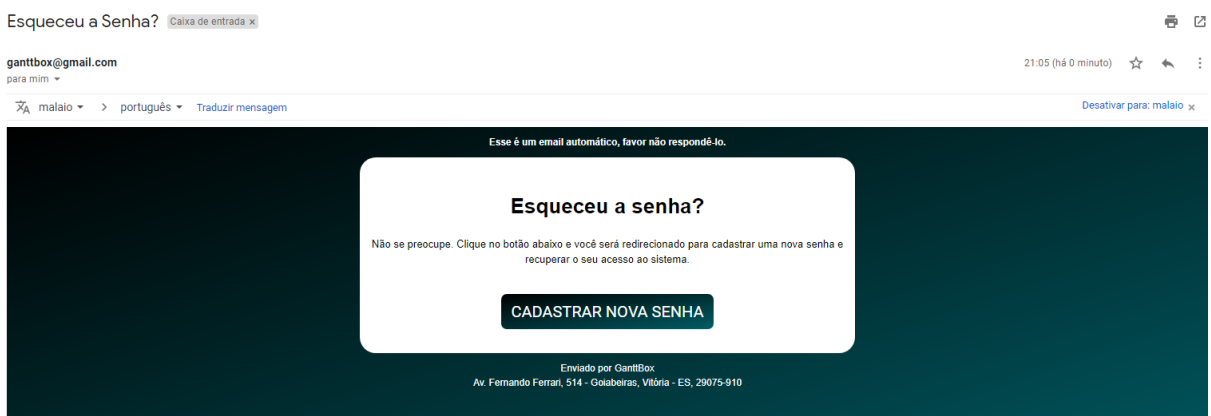 Esqueceu a Senha? Caixa de entrada x
ganttbox@gmail.com 21:05 (há 0 minuto)
para mim
malaio > português Traduzir mensagem Desativar para: malaio x
Esse é um email automático, favor não respondê-lo.
Esqueceu a senha?
Não se preocupe. Clique no botão abaixo e você será redirecionado para cadastrar uma nova senha e
recuperar o seu acesso ao sistema.
CADASTRAR NOVA SENHA
Enviado por GanttBox
Av. Fernando Ferrari, 514 - Goiabeiras, Vitória - ES, 29075-910